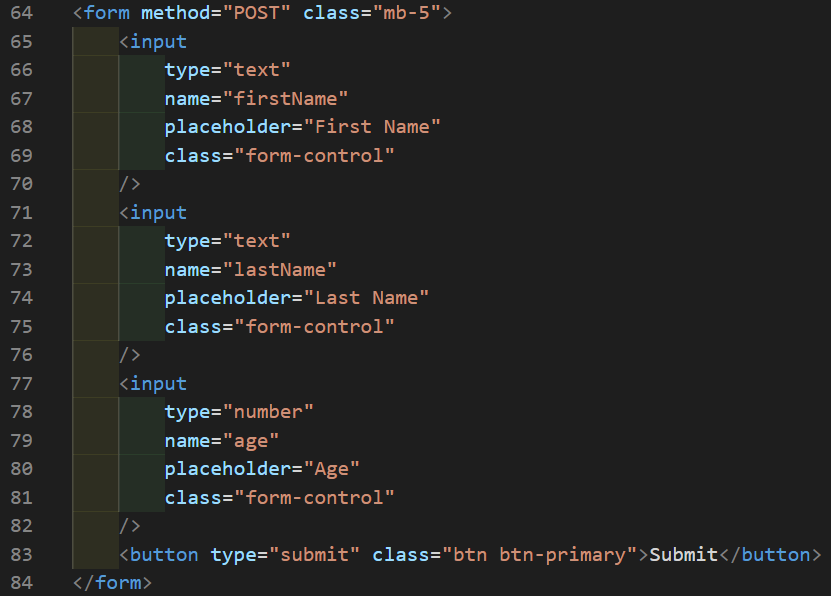 64 <form method="POST" class="mb-5">
65     <input
66         type="text"
67         name="firstName"
68         placeholder="First Name"
69         class="form-control"
70     />
71     <input
72         type="text"
73         name="lastName"
74         placeholder="Last Name"
75         class="form-control"
76     />
77     <input
78         type="number"
79         name="age"
80         placeholder="Age"
81         class="form-control"
82     />
83     <button type="submit" class="btn btn-primary">Submit</button>
84 </form>